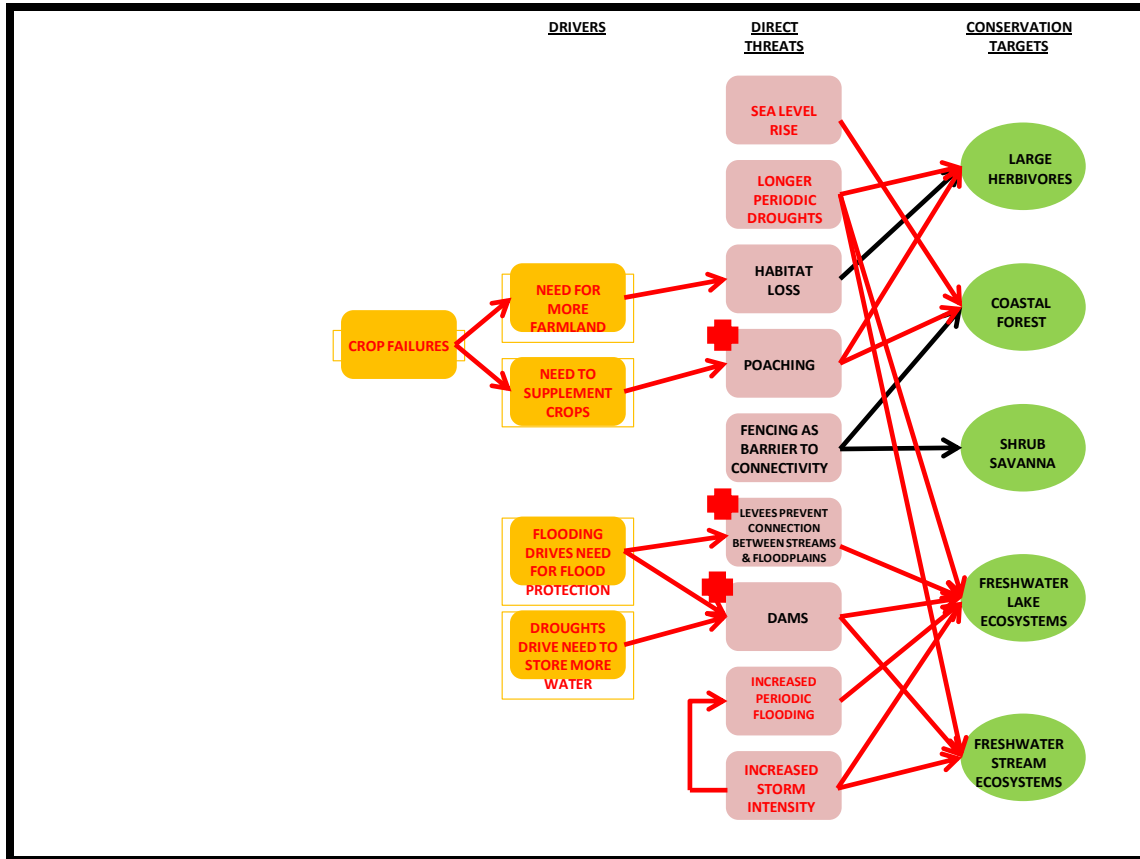 DRIVERS
DIRECT
THREATS
CONSERVATION
TARGETS
SEA LEVEL
RISE
LARGE
HERBIVORES
LONGER
PERIODIC
DROUGHTS
HABITAT
LOSS
NEED FOR
MORE
FARMLAND
COASTAL
FOREST
CROP FAILURES
POACHING
NEED TO
SUPPLEMENT
CROPS
FENCING AS
BARRIER TO
CONNECTIVITY
SHRUB
SAVANNA
LEVEES PREVENT
CONNECTION
BETWEEN STREAMS
& FLOODPLAINS
FLOODING
DRIVES NEED
FOR FLOOD
PROTECTION
DAMS
FRESHWATER
LAKE
ECOSYSTEMS
DROUGHTS
DRIVE NEED TO
STORE MORE
WATER
INCREASED
PERIODIC
FLOODING
INCREASED
STORM
INTENSITY
FRESHWATER
STREAM
ECOSYSTEMS